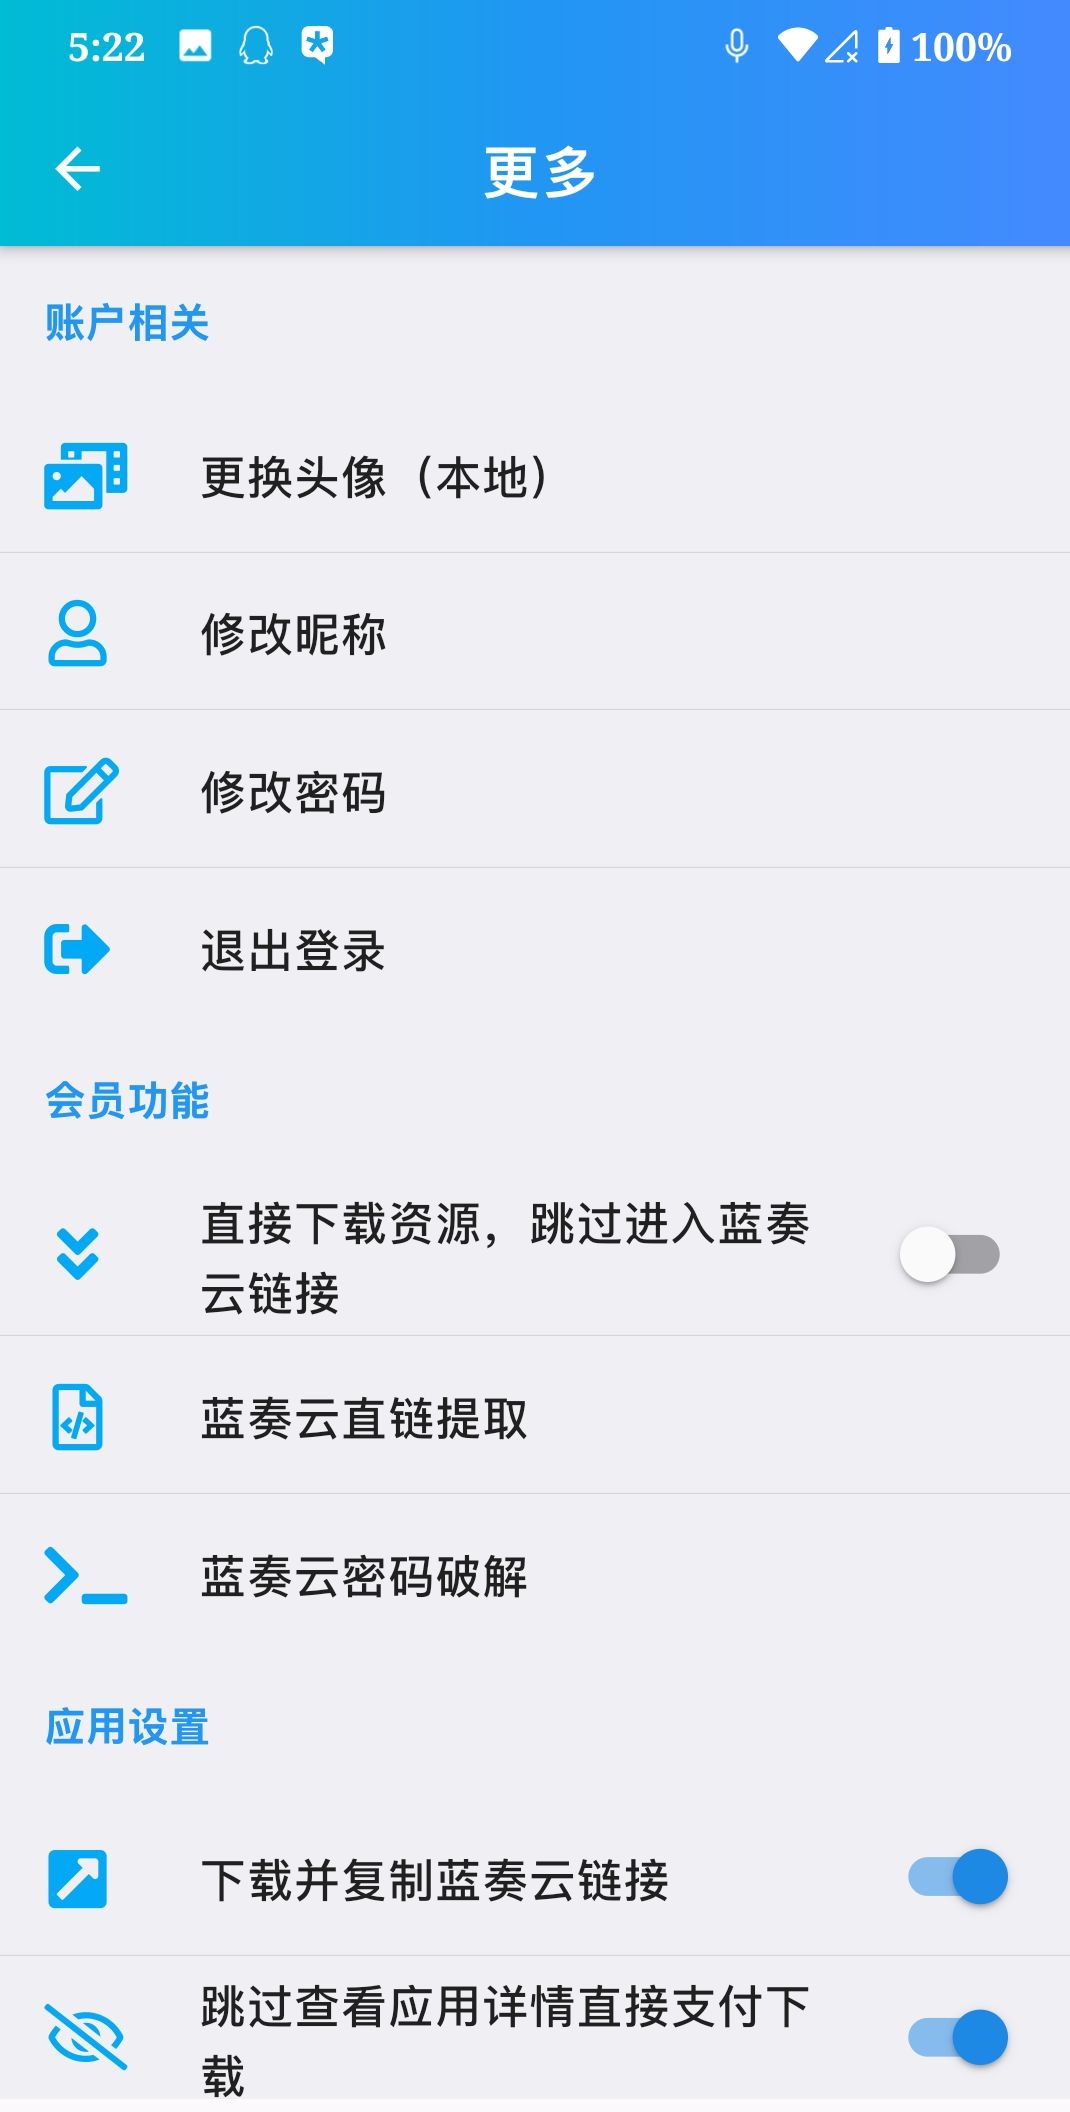 5:22 100%
更多
账户相关
更换头像（本地）
修改昵称
修改密码
退出登录
会员功能
直接下载资源，跳过进入蓝奏
云链接
蓝奏云直链提取
蓝奏云密码破解
应用设置
下载并复制蓝奏云链接
跳过查看应用详情直接支付下
载